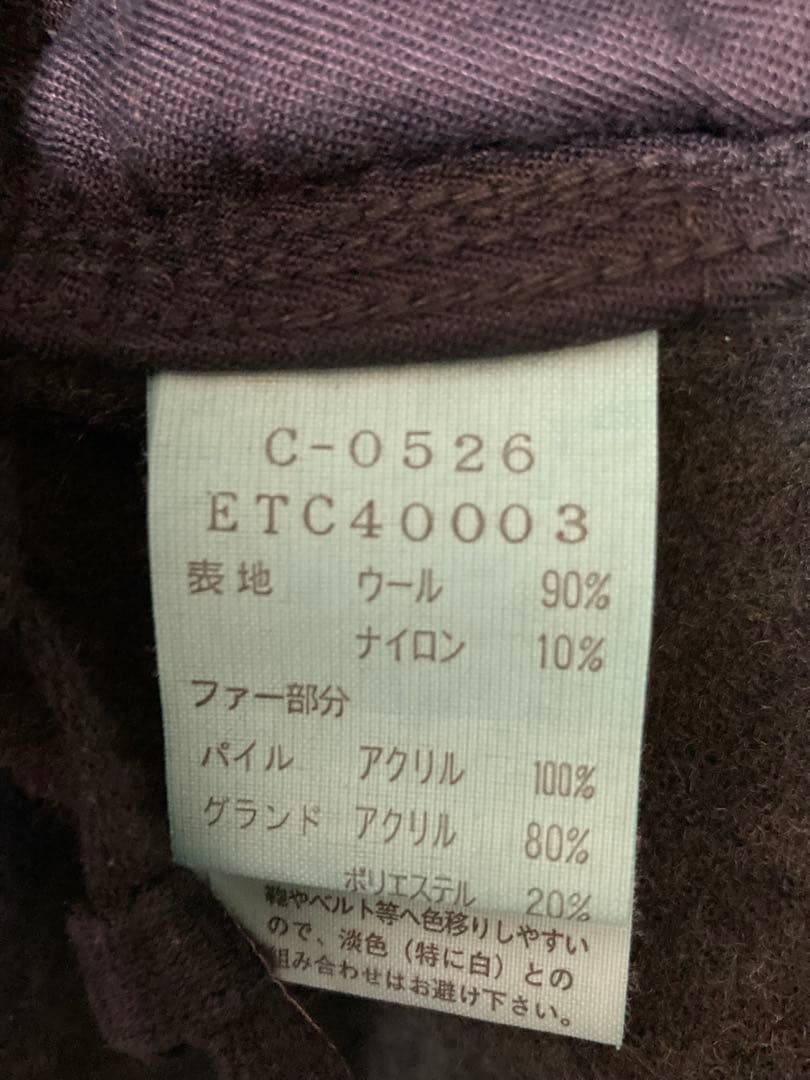 C-0526
ETC40003
表地 ウール 90%
ナイロン 10%
ファー部分
パイル アクリル 100%
グランド アクリル 80%
ポリエステル 20%
鞄やベルト等へ色移りしやすい
ので、淡色（特に白）との
組み合わせはお避け下さい。